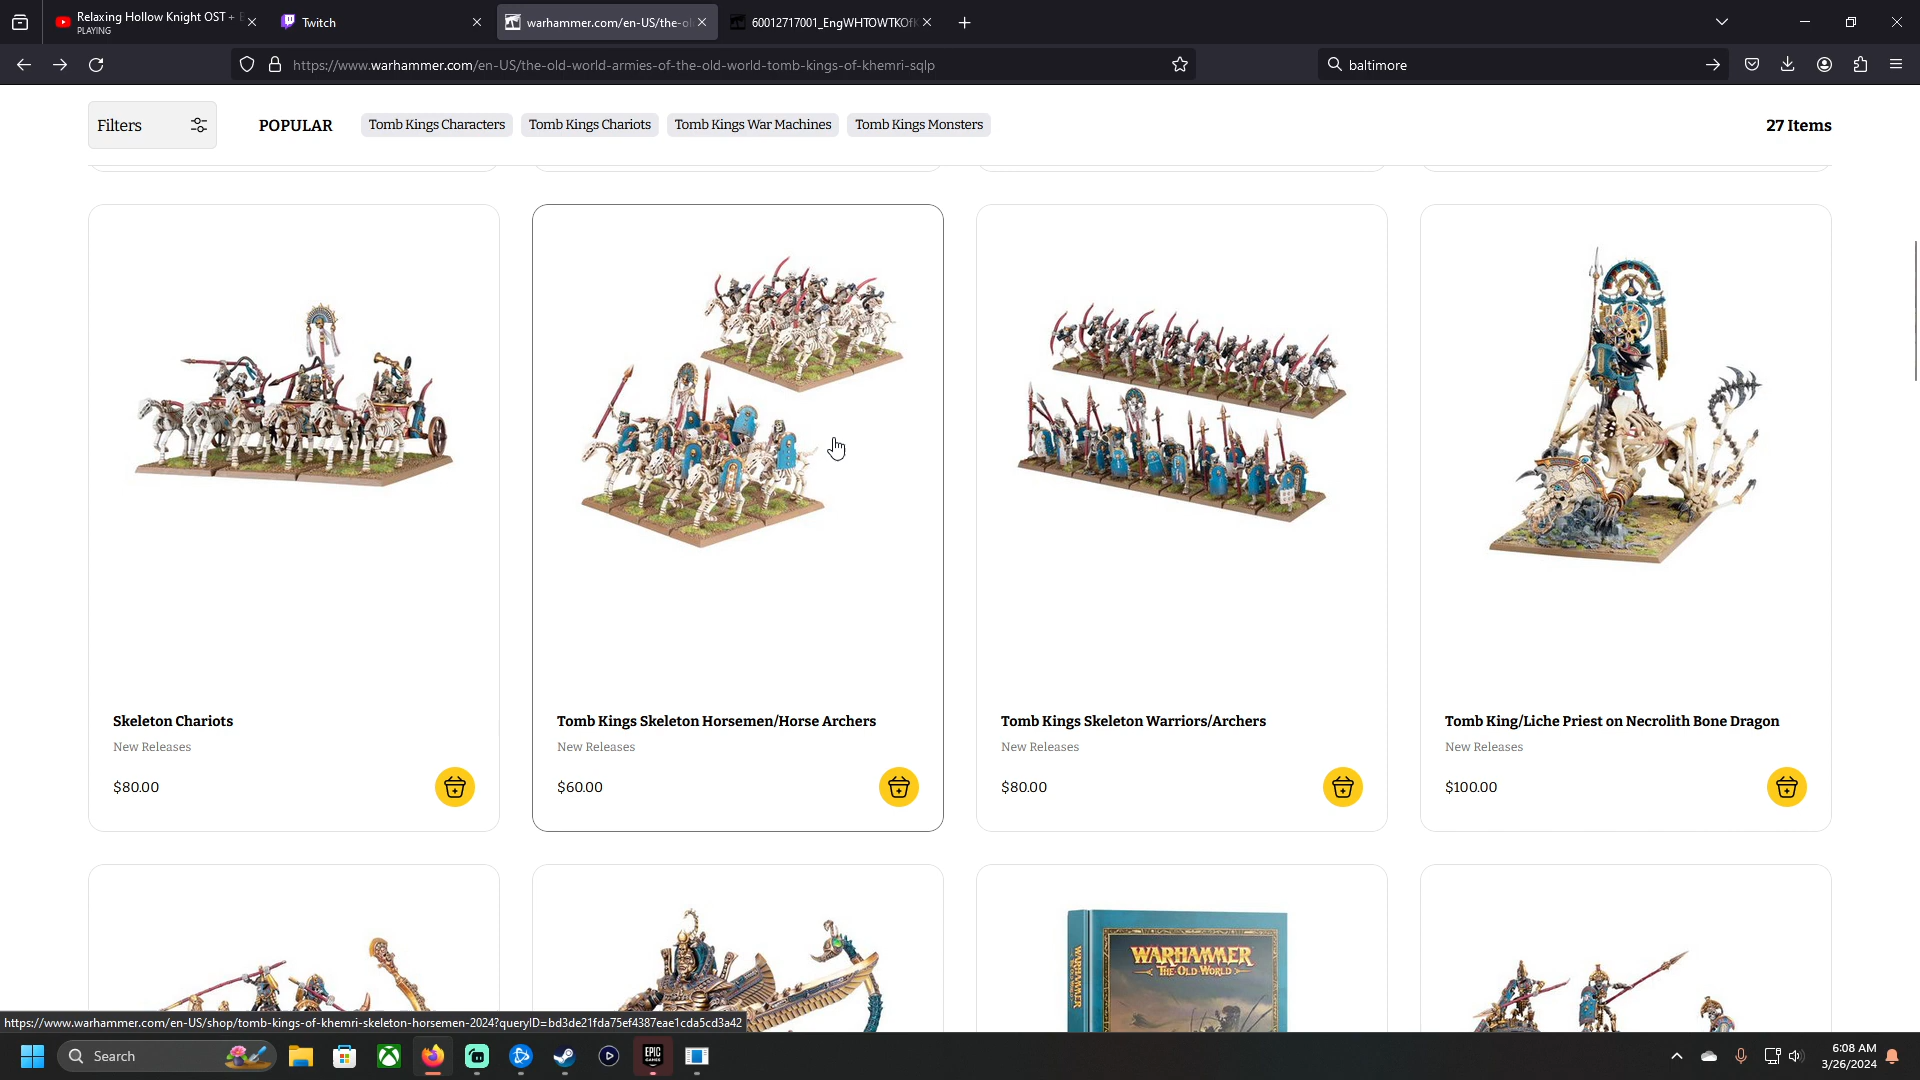 Relaxing Hollow Knight OST +
PLAYING
Twitch
warhammer.com/en-US/the-ol
60012717001_EngWHTOWTKOfK
https://www.warhammer.com/en-US/the-old-world-armies-of-the-old-world-tomb-kings-of-khemri-sqlp
baltimore
Filters
POPULAR
Tomb Kings Characters
Tomb Kings Chariots
Tomb Kings War Machines
Tomb Kings Monsters
27 Items
Skeleton Chariots
New Releases
$80.00
Tomb Kings Skeleton Horsemen/Horse Archers
New Releases
$60.00
Tomb Kings Skeleton Warriors/Archers
New Releases
$80.00
Tomb King/Liche Priest on Necrolith Bone Dragon
New Releases
$100.00
WARHAMMER
THE OLD WORLD
WARHAMMER
https://www.warhammer.com/en-US/shop/tomb-kings-of-khemri-skeleton-horsemen-2024?queryID=bd3de21fda75ef4387eae1cda5cd3a42
Search
EPIC
GAMES
6:08 AM
3/26/2024